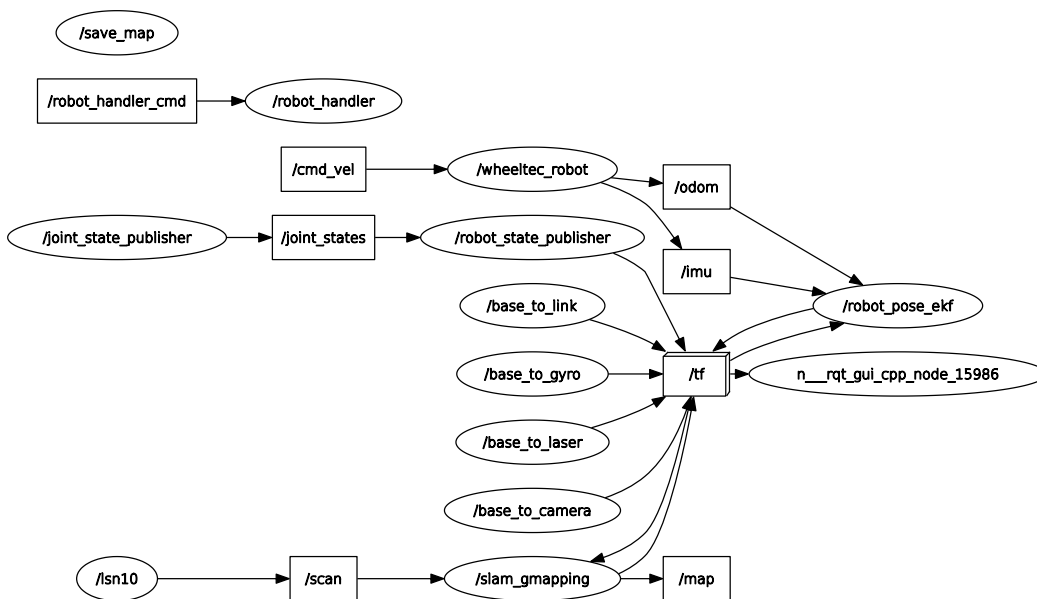 /save_map
/robot_handler_cmd
/robot_handler
/cmd_vel
/wheeltec_robot
/odom
/joint_state_publisher
/joint_states
/robot_state_publisher
/imu
/base_to_link
/robot_pose_ekf
/base_to_gyro
/tf
n___rqt_gui_cpp_node_15986
/base_to_laser
/base_to_camera
/lsn10
/scan
/slam_gmapping
/map